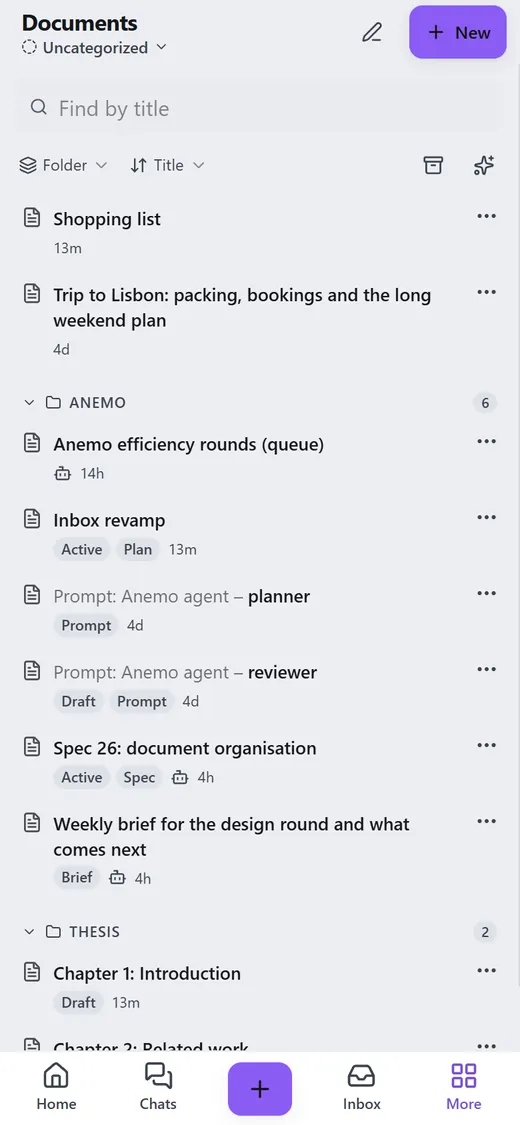 Documents
Uncategorized
New
Find by title
Folder
Title
Shopping list
13m
Trip to Lisbon: packing, bookings and the long
weekend plan
4d
ANEMO 6
Anemo efficiency rounds (queue)
14h
Inbox revamp
Active Plan 13m
Prompt: Anemo agent – planner
Prompt 4d
Prompt: Anemo agent – reviewer
Draft Prompt 4d
Spec 26: document organisation
Active Spec 4h
Weekly brief for the design round and what
comes next
Brief 4h
THESIS 2
Chapter 1: Introduction
Draft 13m
Chapter 2: Related work
Home Chats Inbox More